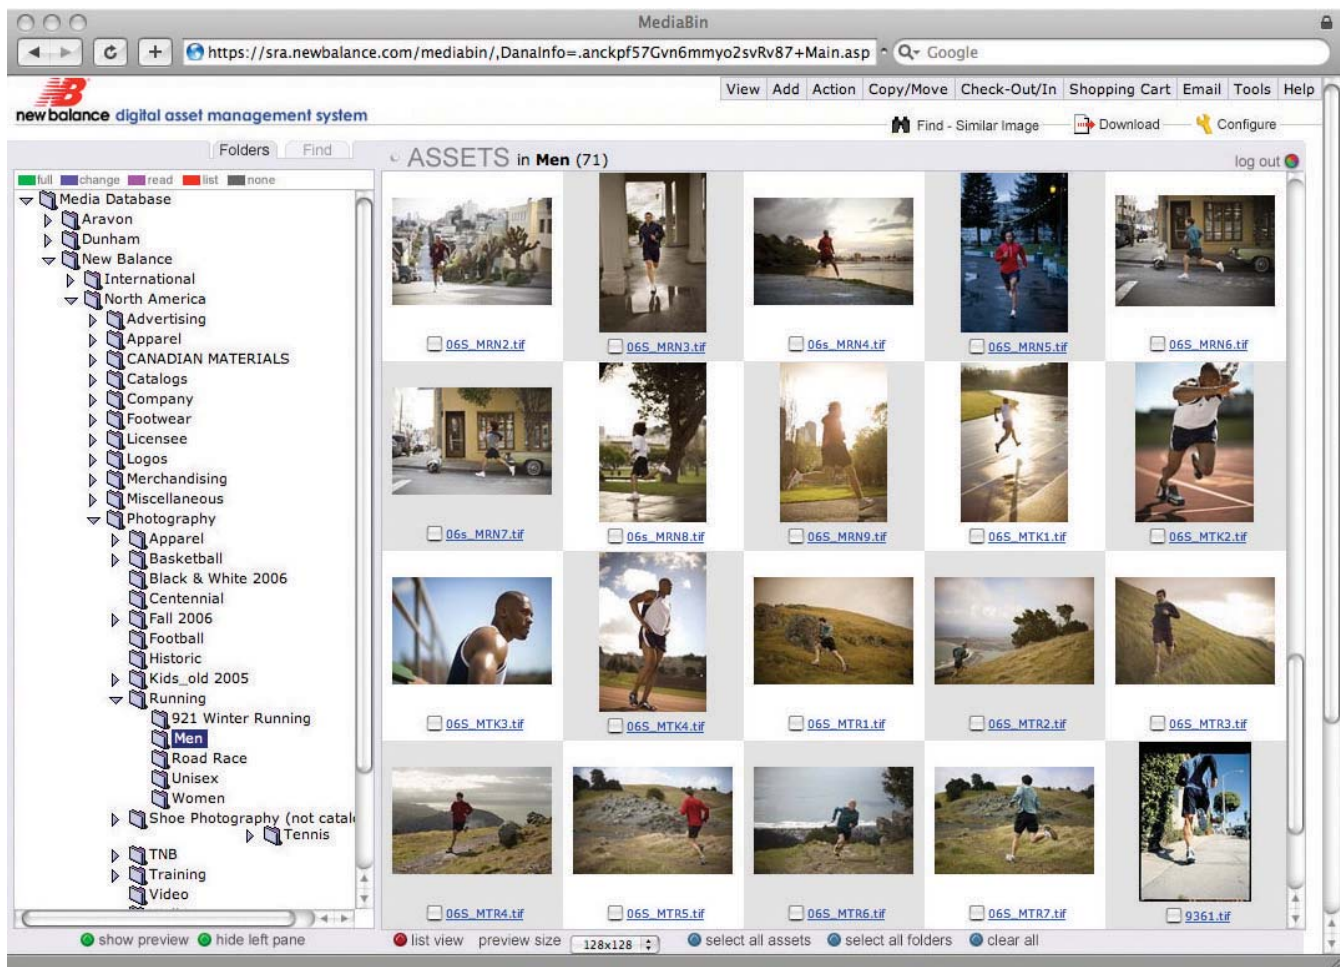 MediaBin
https://sra.newbalance.com/mediabin/,DanaInfo=.anckpf57Gvn6mmyo2svRv87+Main.asp
Google
View Add Action Copy/Move Check-Out/In Shopping Cart Email Tools Help
new balance digital asset management system
Find - Similar Image Download Configure
Folders Find
ASSETS in Men (71)
log out
full change read list none
Media Database
Aravon
Dunham
New Balance
International
North America
Advertising
Apparel
CANADIAN MATERIALS
Catalogs
Company
Footwear
Licensee
Logos
Merchandising
Miscellaneous
Photography
Apparel
Basketball
Black & White 2006
Centennial
Fall 2006
Football
Historic
Kids_old 2005
Running
921 Winter Running
Men
Road Race
Unisex
Women
Shoe Photography (not catal
Tennis
TNB
Training
Video
06S_MRN2.tif 06S_MRN3.tif 06s_MRN4.tif 06S_MRN5.tif 06S_MRN6.tif
06s_MRN7.tif 06s_MRN8.tif 06S_MRN9.tif 06S_MTK1.tif 06S_MTK2.tif
06S_MTK3.tif 06S_MTK4.tif 06S_MTR1.tif 06S_MTR2.tif 06S_MTR3.tif
06S_MTR4.tif 06S_MTR5.tif 06S_MTR6.tif 06S_MTR7.tif 9361.tif
show preview hide left pane
list view preview size 128x128 select all assets select all folders clear all